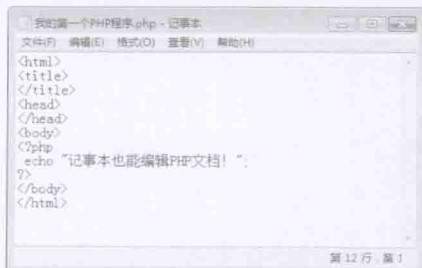 我的第一个PHP程序.php - 记事本
文件(F) 编辑(E) 格式(O) 查看(V) 帮助(H)
<html>
<title>
</title>
<head>
</head>
<body>
<?php
echo "记事本也能编辑PHP文档！";
?>
</body>
</html>
第 12 行，第 1